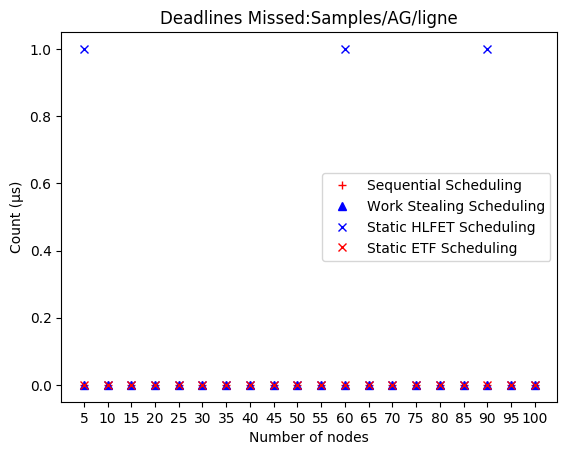 Deadlines Missed:Samples/AG/ligne
1.0
0.8
0.6
0.4
0.2
0.0
Count (µs)
Sequential Scheduling
Work Stealing Scheduling
Static HLFET Scheduling
Static ETF Scheduling
5 10 15 20 25 30 35 40 45 50 55 60 65 70 75 80 85 90 95 100
Number of nodes